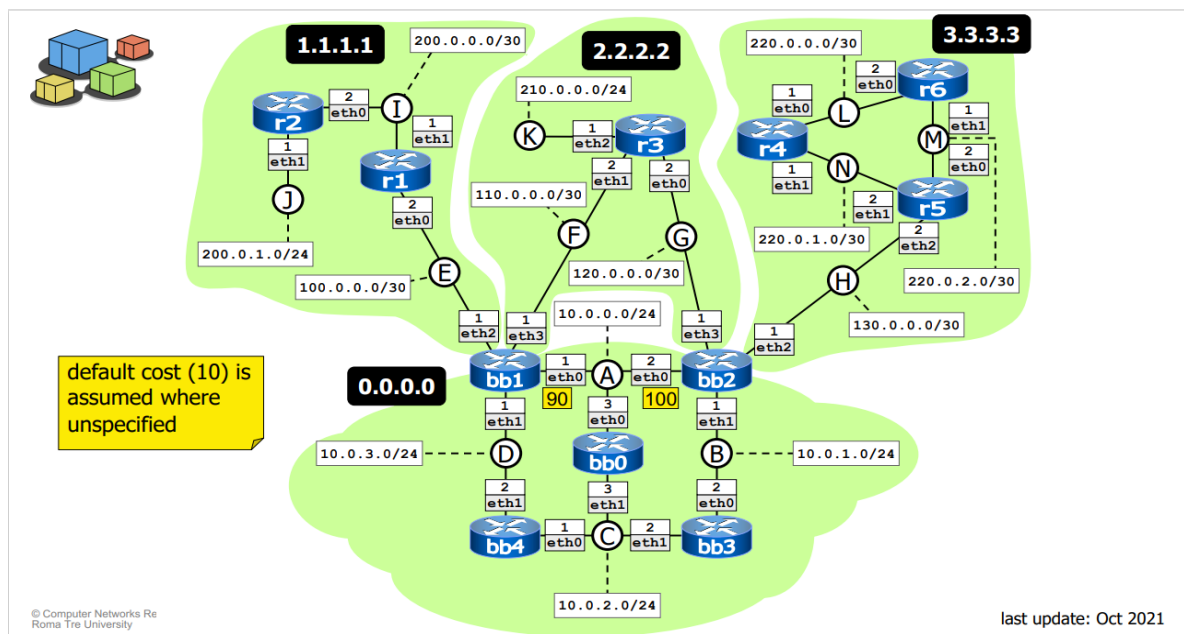 1.1.1.1
200.0.0.0/30
2.2.2.2
220.0.0.0/30
3.3.3.3
210.0.0.0/24
2
eth0
r6
2
eth0
I
r2
1
eth1
K
1
eth2
r3
1
eth0
L
r4
1
eth1
M
1
eth1
r1
2
eth1
2
eth0
1
eth1
N
2
eth0
J
110.0.0.0/30
2
eth1
r5
2
eth0
F
G
220.0.1.0/30
2
eth2
200.0.1.0/24
120.0.0.0/30
E
100.0.0.0/30
H
220.0.2.0/30
10.0.0.0/24
130.0.0.0/30
1
eth2
1
eth3
1
eth3
1
eth2
default cost (10) is
assumed where
unspecified
0.0.0.0
bb1
1
eth0
A
2
eth0
bb2
90
100
1
eth1
3
eth0
1
eth1
10.0.3.0/24
D
bb0
B
10.0.1.0/24
2
eth1
3
eth1
2
eth0
bb4
1
eth0
C
2
eth1
bb3
10.0.2.0/24
© Computer Networks Re
Roma Tre University
last update: Oct 2021